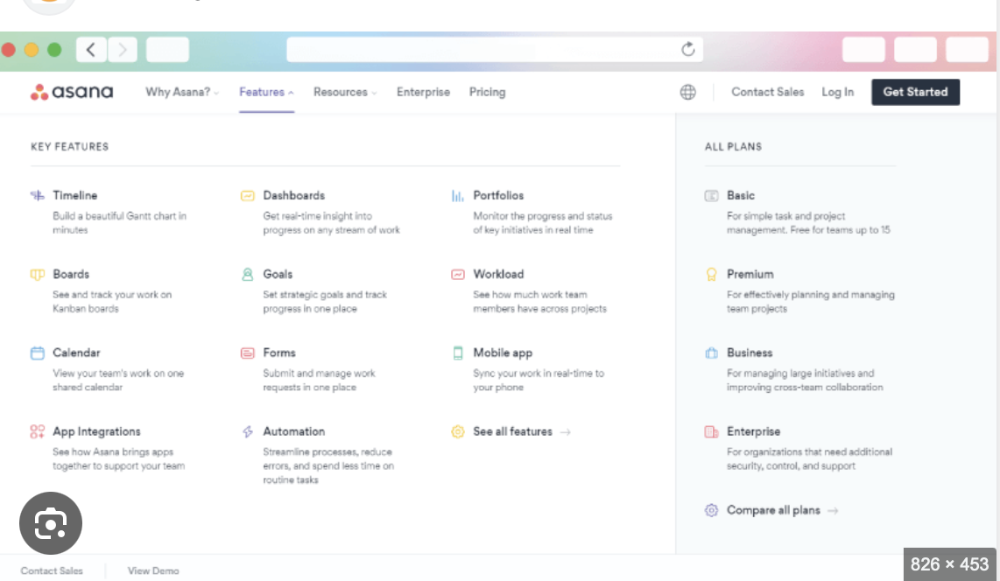 asana
Why Asana?
Features
Resources
Enterprise
Pricing
Contact Sales
Log In
Get Started
KEY FEATURES
Timeline
Build a beautiful Gantt chart in
minutes
Dashboards
Get real-time insight into
progress on any stream of work
Portfolios
Monitor the progress and status
of key initiatives in real time
Boards
See and track your work on
Kanban boards
Goals
Set strategic goals and track
progress in one place
Workload
See how much work team
members have across projects
Calendar
View your team's work on one
shared calendar
Forms
Submit and manage work
requests in one place
Mobile app
Sync your work in real-time to
your phone
App Integrations
See how Asana brings apps
together to support your team
Automation
Streamline processes, reduce
errors, and spend less time on
routine tasks
See all features →
ALL PLANS
Basic
For simple task and project
management. Free for teams up to 15
Premium
For effectively planning and managing
team projects
Business
For managing large initiatives and
improving cross-team collaboration
Enterprise
For organizations that need additional
security, control, and support
Compare all plans →
Contact Sales
View Demo
826 × 453